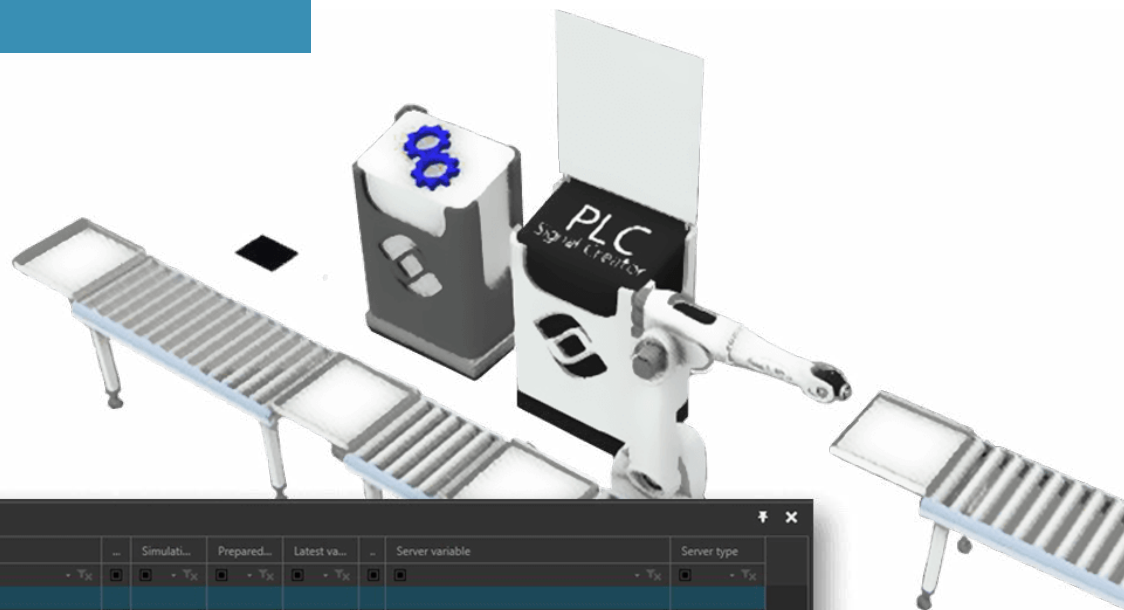 PLC
Signal Creator
... Simulati... Prepared... Latest va... .. Server variable Server type